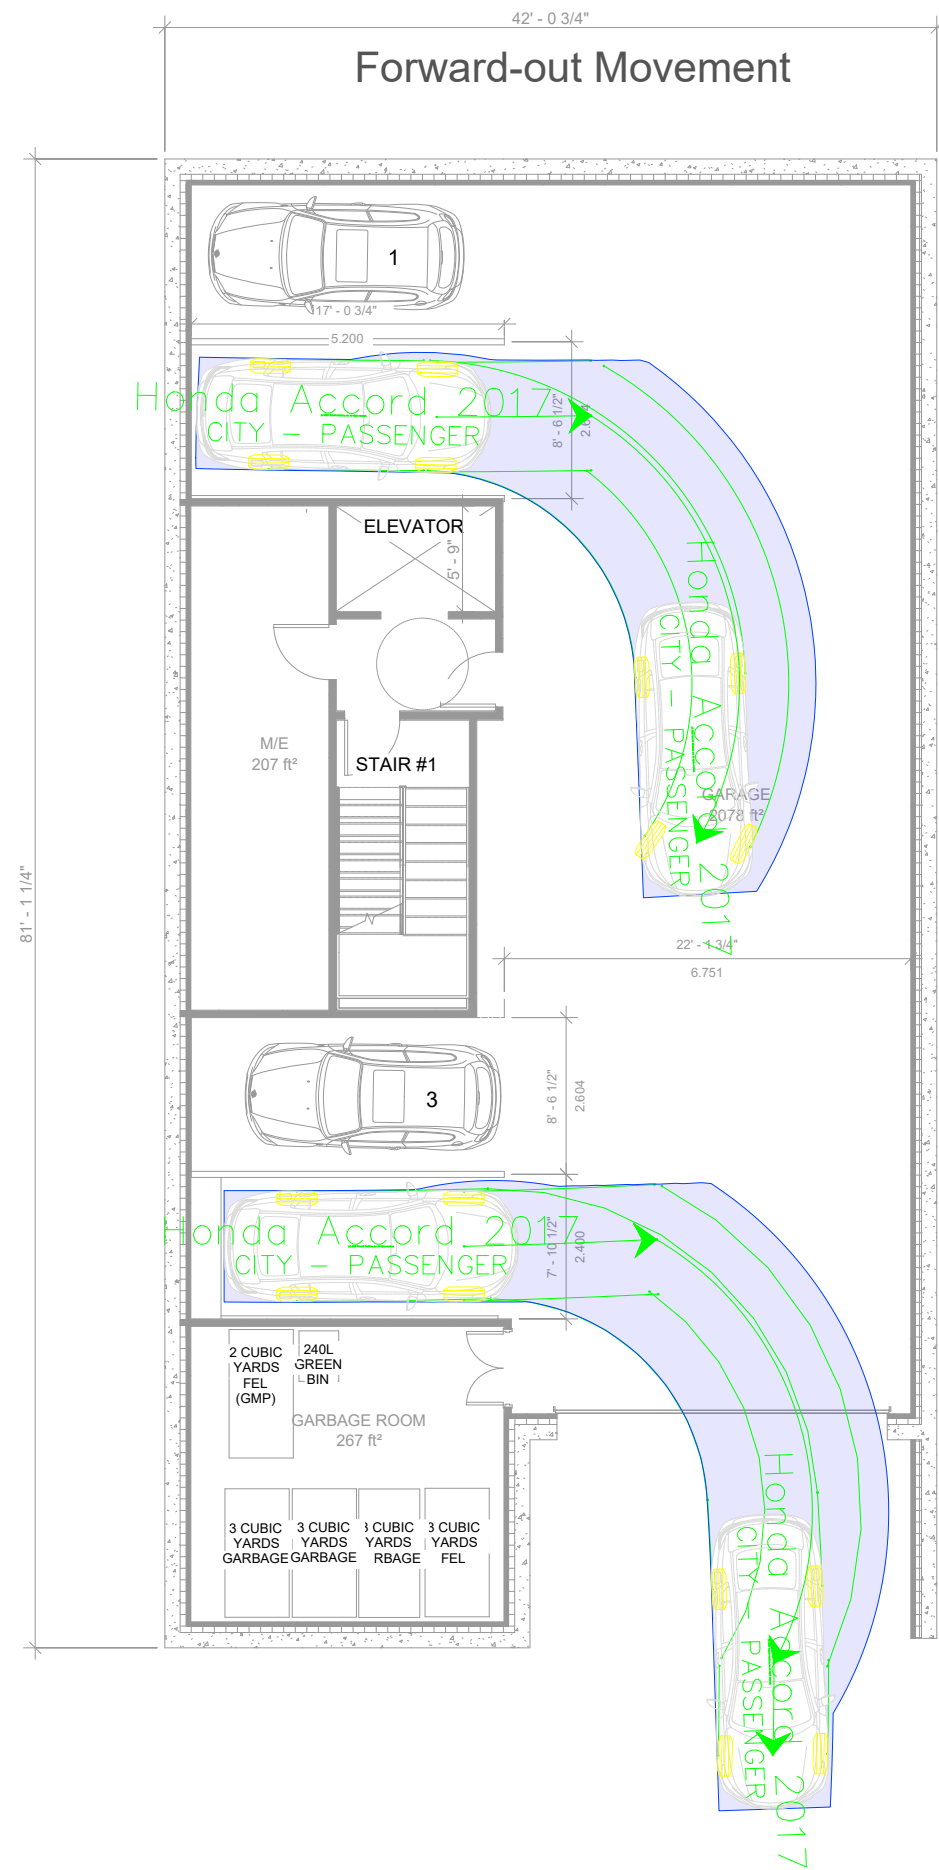 42' - 0 3/4"
Forward-out Movement
1
17' - 0 3/4"
5.200
Honda Accord 2017
CITY - PASSENGER
8' - 6 1/2"
ELEVATOR
5' - 9"
Honda Accord 2017
CITY - PASSENGER
M/E
207 ft²
STAIR #1
GARAGE
2078 ft²
81' - 1 1/4"
22' - 1 3/4"
6.751
3
8' - 6 1/2"
2.604
Honda Accord 2017
CITY - PASSENGER
7' - 10 1/2"
2.400
2 CUBIC
YARDS
FEL
(GMP)
240L
GREEN
BIN
GARBAGE ROOM
267 ft²
3 CUBIC
YARDS
GARBAGE
3 CUBIC
YARDS
GARBAGE
3 CUBIC
YARDS
RBAGE
3 CUBIC
YARDS
FEL
Honda Accord 2017
CITY - PASSENGER